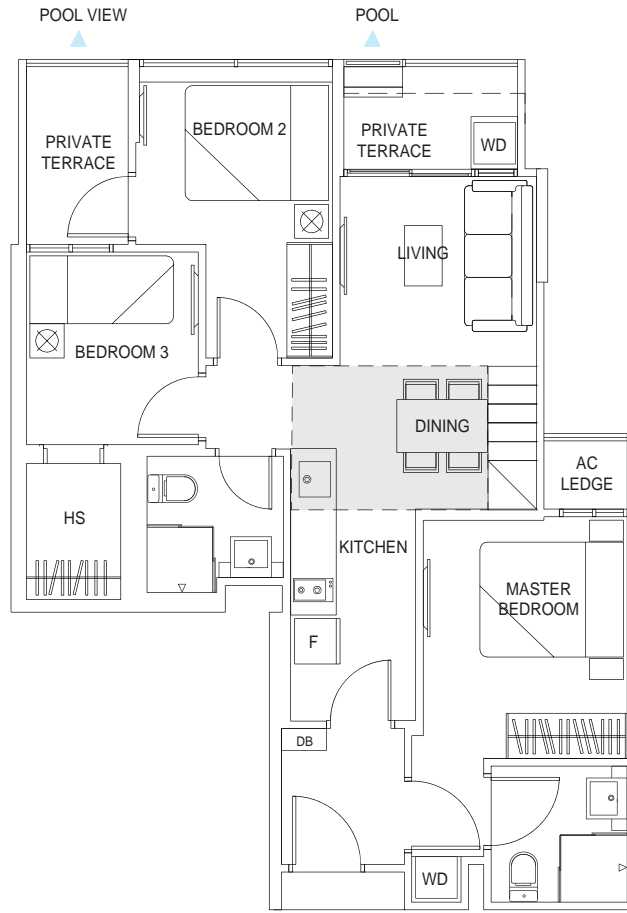 POOL VIEW
POOL
BEDROOM 2
PRIVATE
TERRACE
PRIVATE
TERRACE
WD
LIVING
BEDROOM 3
DINING
AC
LEDGE
HS
KITCHEN
MASTER
BEDROOM
F
DB
WD